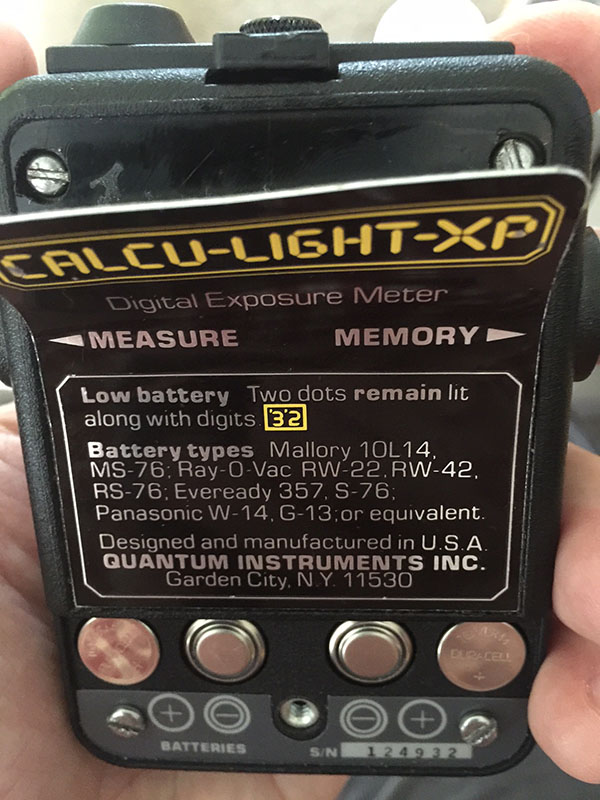 CALCU-LIGHT-XP
Digital Exposure Meter
◄ MEASURE MEMORY ►
Low battery Two dots remain lit
along with digits. '3'2
Battery types Mallory 10L14,
MS-76; Ray-O-Vac RW-22, RW-42,
RS-76; Eveready 357, S-76;
Panasonic W-14, G-13; or equivalent.
Designed and manufactured in U.S.A.
QUANTUM INSTRUMENTS INC.
Garden City, N.Y. 11530
DURACELL
+
+ − − +
BATTERIES S/N 124932